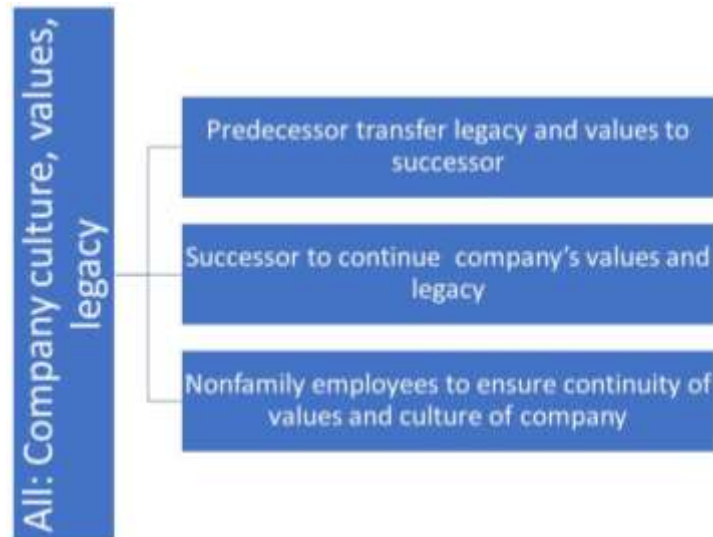 All: Company culture, values,
legacy
Predecessor transfer legacy and values to
successor
Successor to continue company's values and
legacy
Nonfamily employees to ensure continuity of
values and culture of company